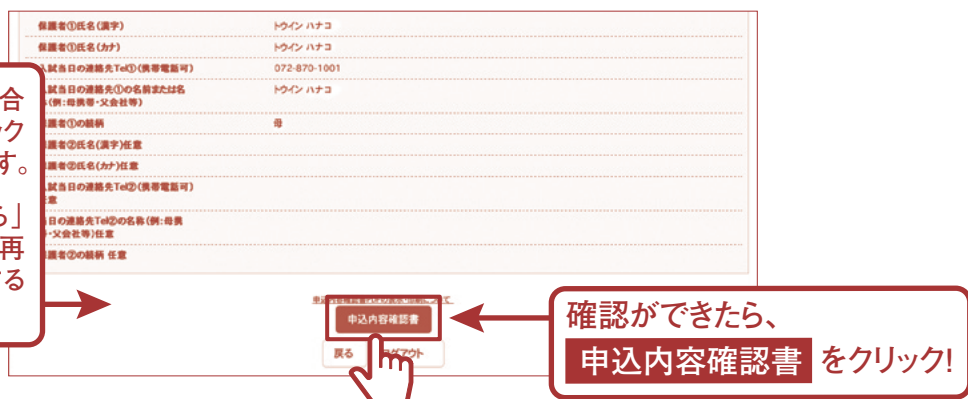 保護者①氏名(漢字) トウイン ハナコ
保護者①氏名(カナ) トウイン ハナコ
入試当日の連絡先Tel①(携帯電話可) 072-870-1001
入試当日の連絡先①の名前または名 トウイン ハナコ
(例:母携帯・父会社等)
護者①の続柄 母
護者②氏名(漢字)任意
護者②氏名(カナ)任意
入試当日の連絡先Tel②(携帯電話可)
任意
当日の連絡先Tel②の名称(例:母携
・父会社等)任意
護者②の続柄 任意
合
ック
す。
る」
再
する
申込内容確認書
戻る
ログアウト
確認ができたら、
申込内容確認書 をクリック!